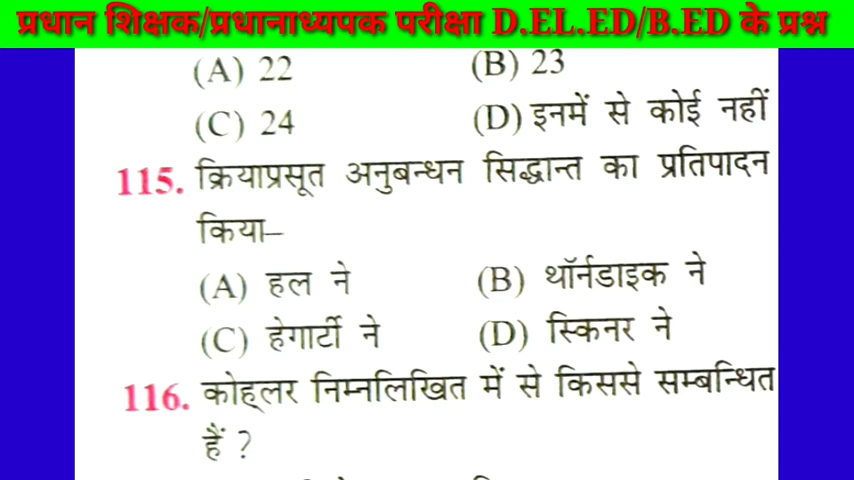 प्रधान शिक्षक/प्रधानाध्यपक परीक्षा D.EL.ED/B.ED के प्रश्न
(A) 22 (B) 23
(C) 24 (D) इनमें से कोई नहीं
115. क्रियाप्रसूत अनुबन्धन सिद्धान्त का प्रतिपादन
किया–
(A) हल ने (B) थॉर्नडाइक ने
(C) हेगार्टी ने (D) स्किनर ने
116. कोह्लर निम्नलिखित में से किससे सम्बन्धित
हैं ?